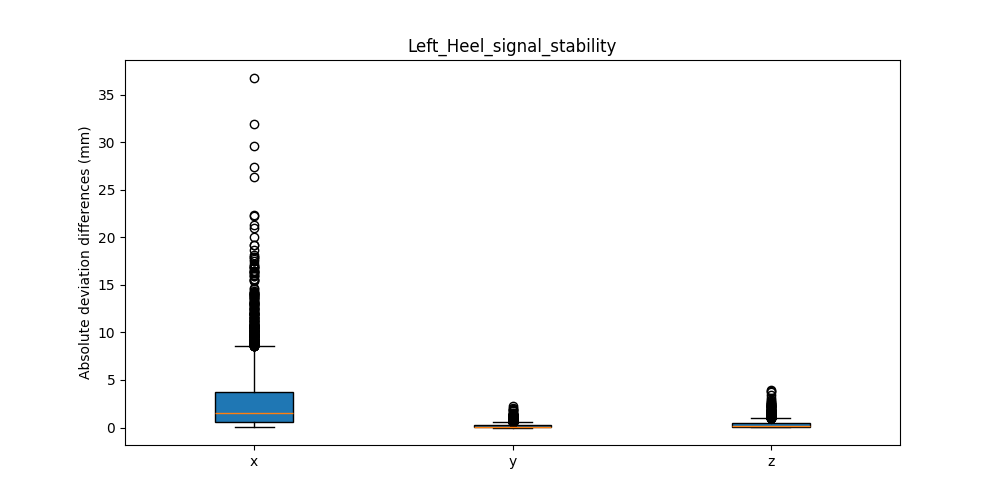 Left_Heel_signal_stability
Absolute deviation differences (mm)
35
30
25
20
15
10
5
0
x
y
z